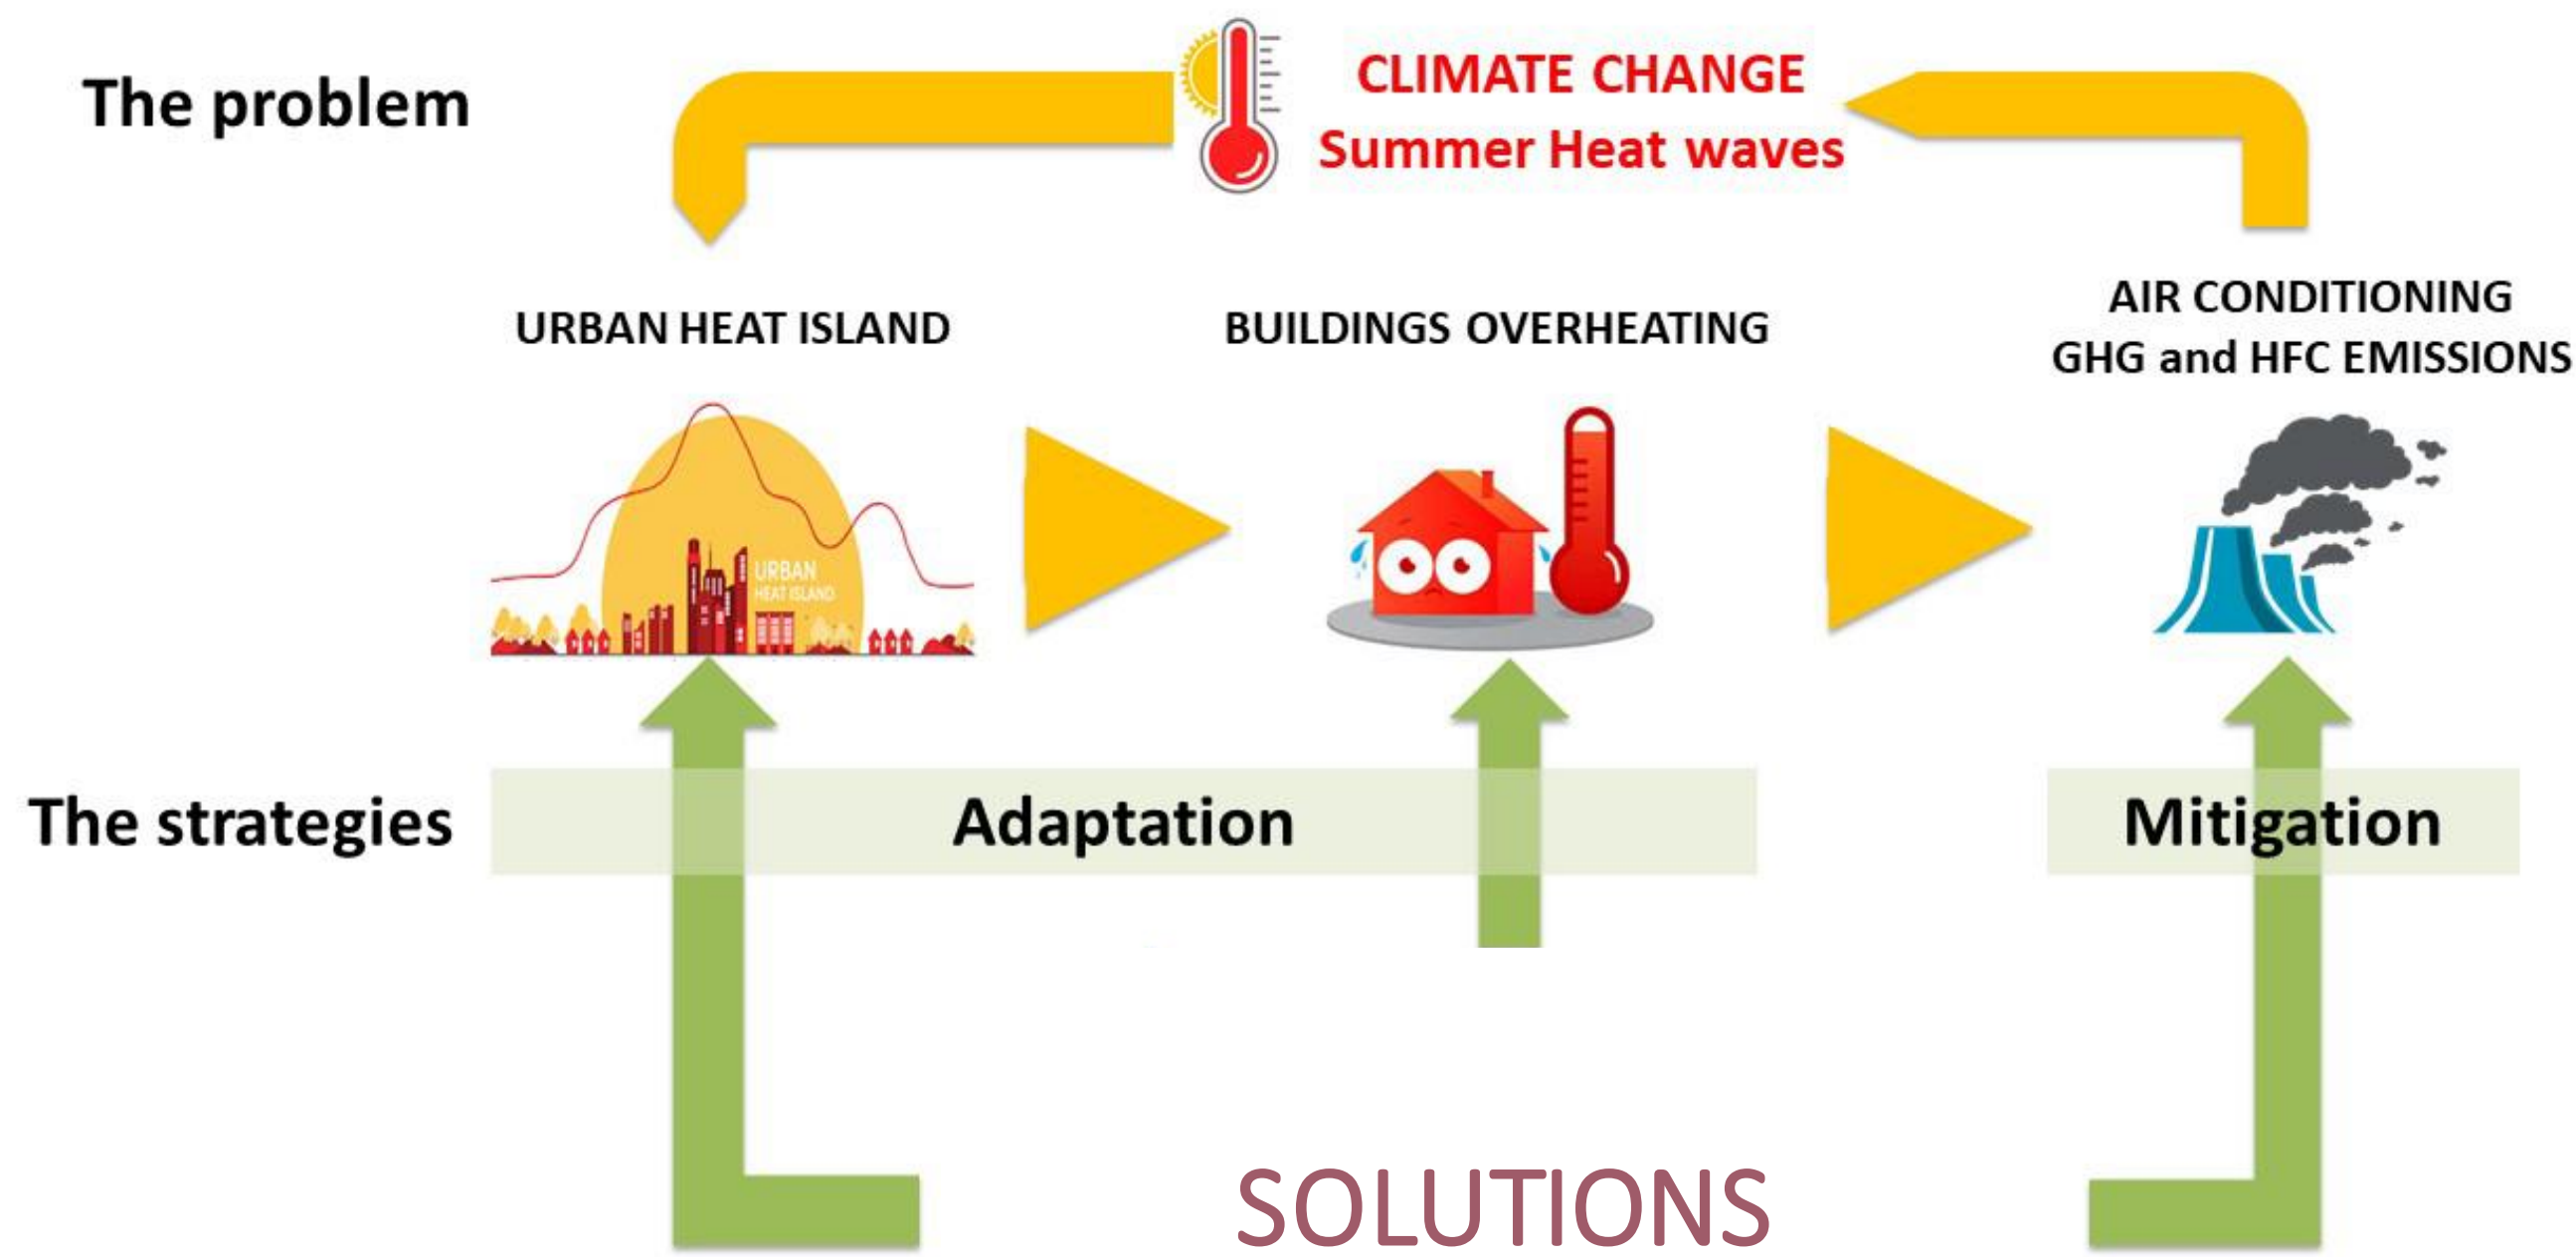 The problem
CLIMATE CHANGE
Summer Heat waves
URBAN HEAT ISLAND
BUILDINGS OVERHEATING
AIR CONDITIONING
GHG and HFC EMISSIONS
URBAN
HEAT ISLAND
The strategies
Adaptation
Mitigation
SOLUTIONS